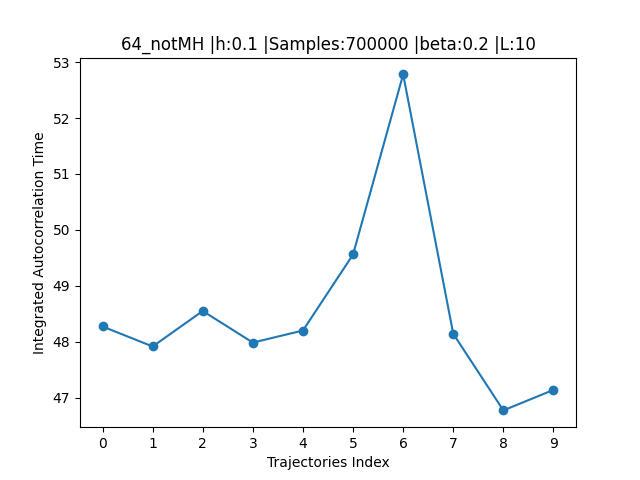 64_notMH |h:0.1 |Samples:700000 |beta:0.2 |L:10
53
52
51
50
49
48
47
Integrated Autocorrelation Time
0 1 2 3 4 5 6 7 8 9
Trajectories Index